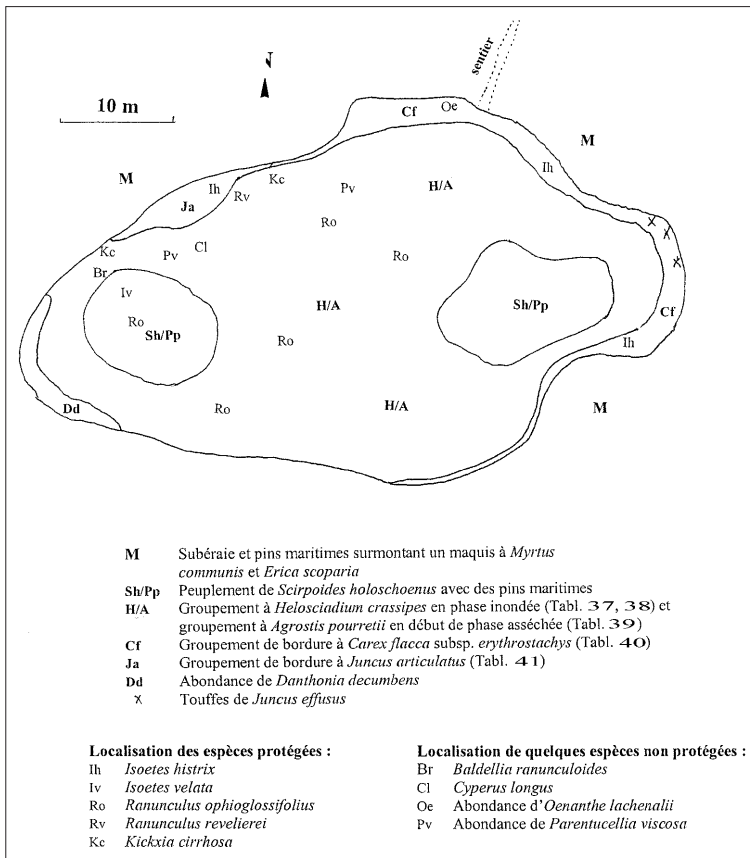 N
sentier
10 m
Cf Oe
M
M
Ih
Ih
Kc
Pv
H/A
Ja
Rv
Ro
Cl
Kc
Pv
Ro
Br
Iv
H/A
Sh/Pp
Ro
Sh/Pp
Cf
Ro
Ih
Dd
Ro
H/A
M
M Subéraie et pins maritimes surmontant un maquis à Myrtus
communis et Erica scoparia
Sh/Pp Peuplement de Scirpoides holoschoenus avec des pins maritimes
H/A Groupement à Helosciadium crassipes en phase inondée (Tabl. 37, 38) et
groupement à Agrostis pourretii en début de phase asséchée (Tabl. 39)
Cf Groupement de bordure à Carex flacca subsp. erythrostachys (Tabl. 40)
Ja Groupement de bordure à Juncus articulatus (Tabl. 41)
Dd Abondance de Danthonia decumbens
x Touffes de Juncus effusus
Localisation des espèces protégées :
Ih Isoetes histrix
Iv Isoetes velata
Ro Ranunculus ophioglossifolius
Rv Ranunculus revelierei
Kc Kickxia cirrhosa
Localisation de quelques espèces non protégées :
Br Baldellia ranunculoides
Cl Cyperus longus
Oe Abondance d'Oenanthe lachenalii
Pv Abondance de Parentucellia viscosa